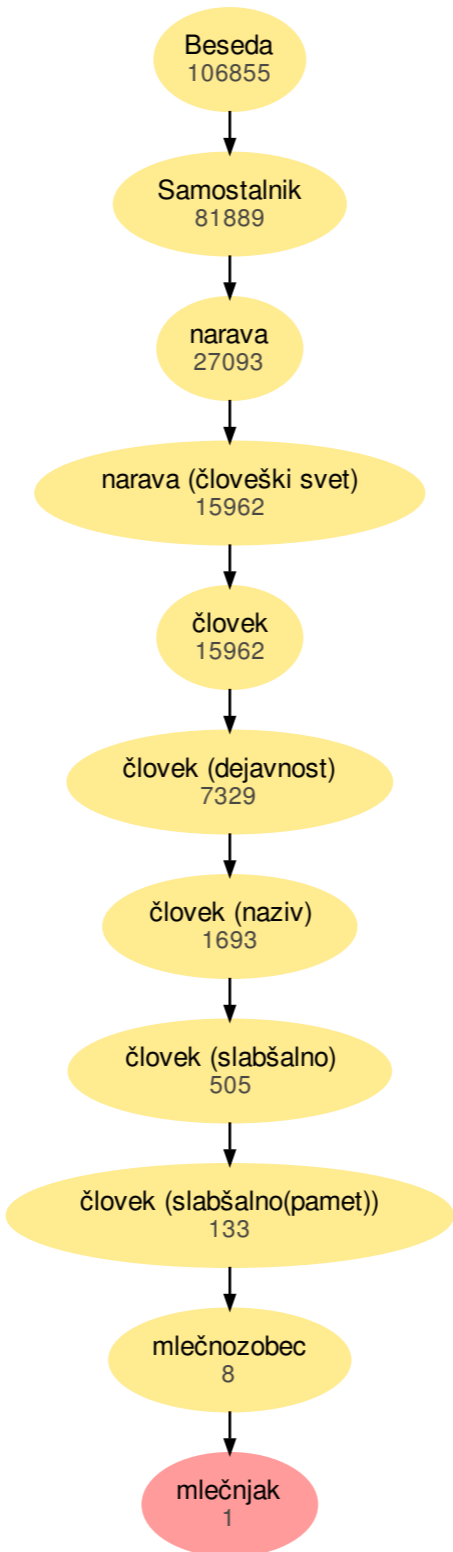 Beseda
106855
Samostalnik
81889
narava
27093
narava (človeški svet)
15962
človek
15962
človek (dejavnost)
7329
človek (naziv)
1693
človek (slabšalno)
505
človek (slabšalno(pamet))
133
mlečnozobec
8
mlečnjak
1